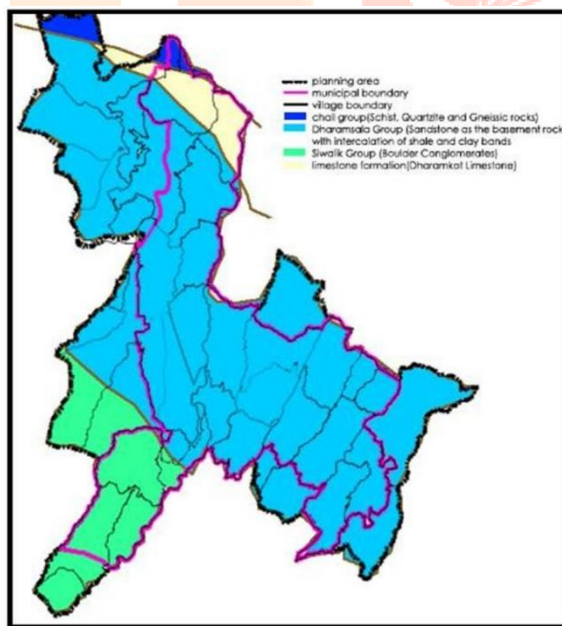 planning area
municipal boundary
village boundary
chail group(Schist, Quartzite and Gneissic rocks)
Dharamsala Group (Sandstone as the basement rock
with intercalation of shale and clay bands
Siwalik Group (Boulder Conglomerates)
limestone formation(Dharamkot Limestone)